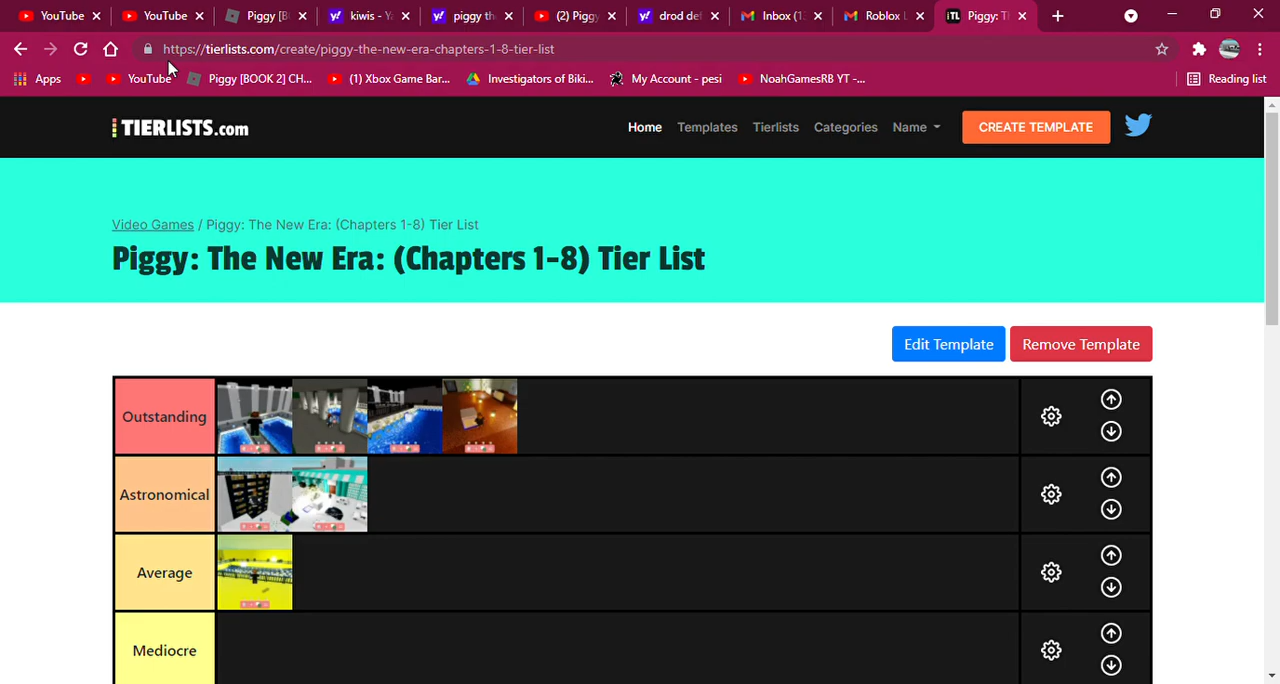 YouTube
YouTube
Piggy [B
kiwis - Ya
piggy th
(2) Piggy
drod def
Inbox (1
Roblox L
Piggy: T
https://tierlists.com/create/piggy-the-new-era-chapters-1-8-tier-list
Apps
YouTube
Piggy [BOOK 2] CH...
(1) Xbox Game Bar...
Investigators of Biki...
My Account - pesi
NoahGamesRB YT -...
Reading list
TIERLISTS.com
Home
Templates
Tierlists
Categories
Name
CREATE TEMPLATE
Video Games / Piggy: The New Era: (Chapters 1-8) Tier List
Piggy: The New Era: (Chapters 1-8) Tier List
Edit Template
Remove Template
Outstanding
Astronomical
Average
Mediocre